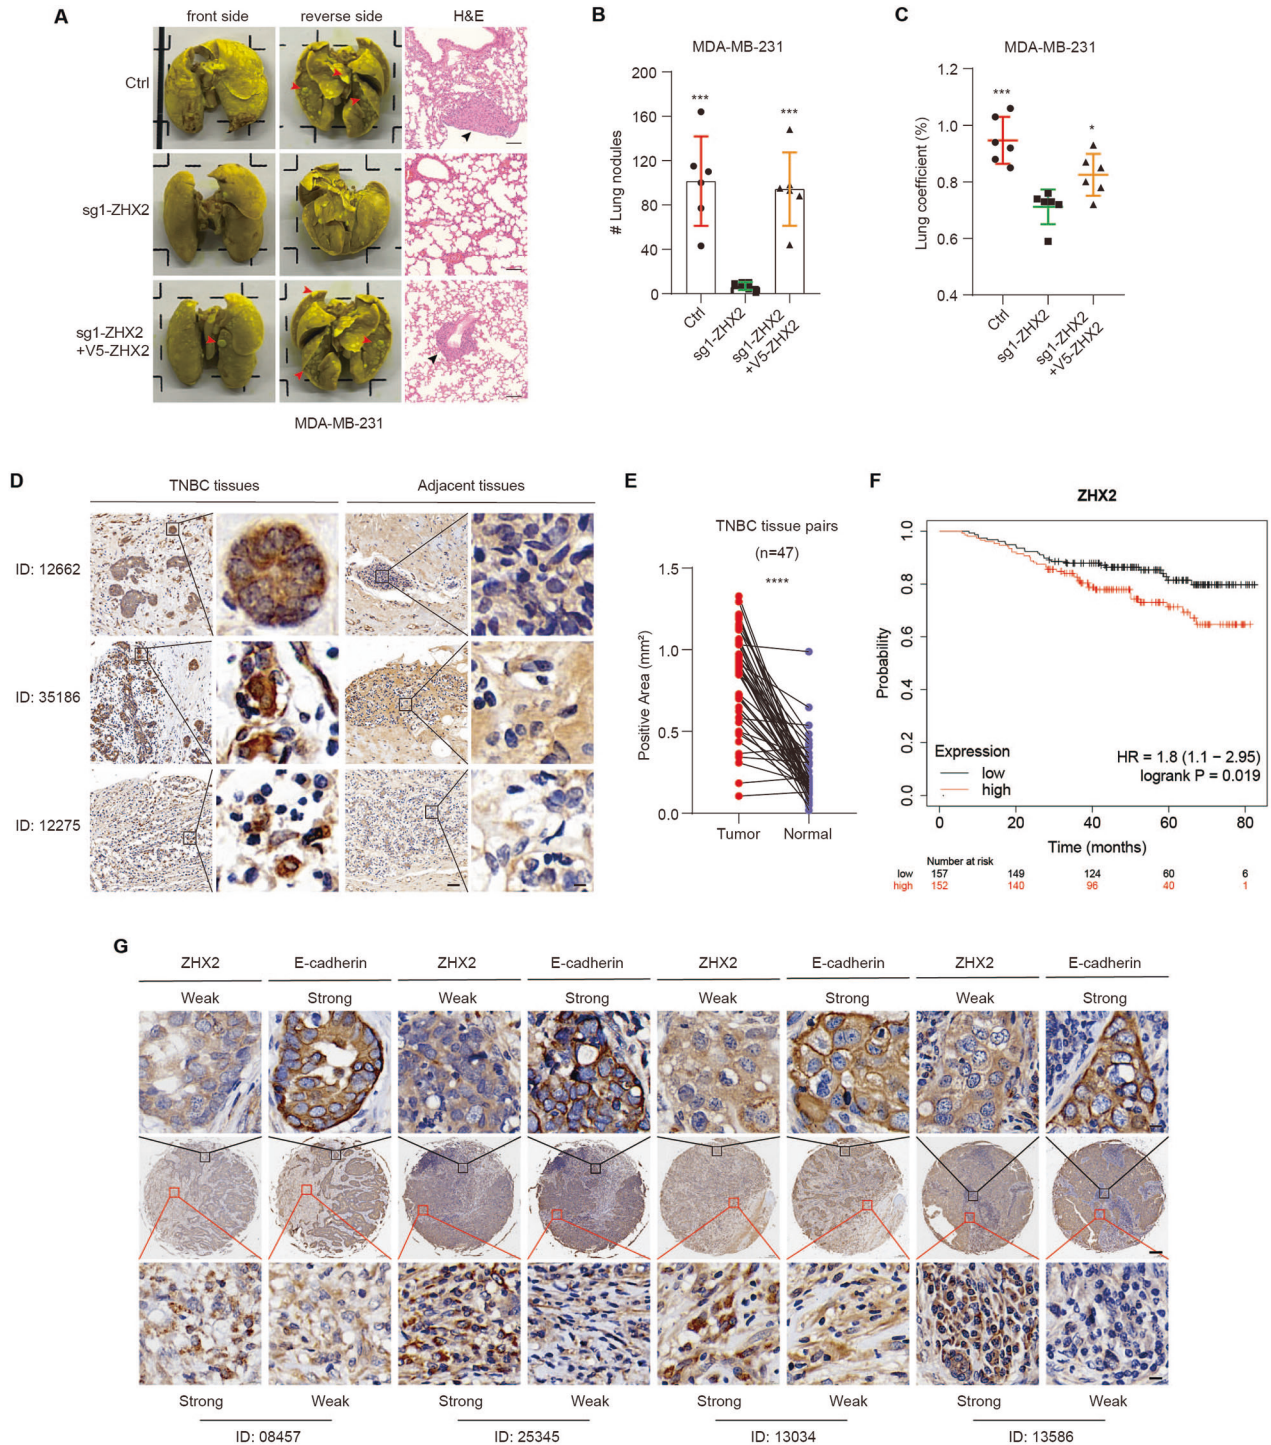 A
front side
reverse side
H&E
Ctrl
sg1-ZHX2
sg1-ZHX2
+V5-ZHX2
MDA-MB-231
B
MDA-MB-231
# Lung nodules
200
160
120
80
40
0
***
***
Ctrl
sg1-ZHX2
sg1-ZHX2
+V5-ZHX2
C
MDA-MB-231
Lung coefficient (%)
1.2
1.0
0.8
0.6
0.4
***
*
Ctrl
sg1-ZHX2
sg1-ZHX2
+V5-ZHX2
D
TNBC tissues
Adjacent tissues
ID: 12662
ID: 35186
ID: 12275
E
TNBC tissue pairs
(n=47)
****
Positive Area (mm²)
1.5
1.0
0.5
0.0
Tumor
Normal
F
ZHX2
Probability
1.0
0.8
0.6
0.4
0.2
0.0
Expression
low
high
HR = 1.8 (1.1 − 2.95)
logrank P = 0.019
0 20 40 60 80
Time (months)
Number at risk
low 157 149 124 60 6
high 152 140 96 40 1
G
ZHX2 E-cadherin ZHX2 E-cadherin ZHX2 E-cadherin ZHX2 E-cadherin
Weak Strong Weak Strong Weak Strong Weak Strong
Strong Weak Strong Weak Strong Weak Strong Weak
ID: 08457 ID: 25345 ID: 13034 ID: 13586